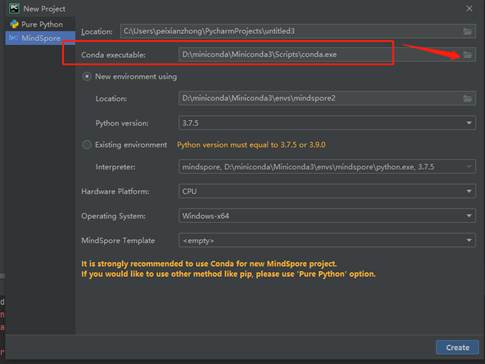 New Project
Pure Python
MindSpore
Location: C:\Users\peixianzhong\PycharmProjects\untitled3
Conda executable: D:\miniconda\Miniconda3\Scripts\conda.exe
New environment using
Location: D:\miniconda\Miniconda3\envs\mindspore2
Python version: 3.7.5
Existing environment Python version must equal to 3.7.5 or 3.9.0
Interpreter: mindspore, D:\miniconda\Miniconda3\envs\mindspore\python.exe, 3.7.5
Hardware Platform: CPU
Operating System: Windows-x64
MindSpore Template <empty>
It is strongly recommended to use Conda for new MindSpore project.
If you would like to use other method like pip, please use 'Pure Python' option.
Create